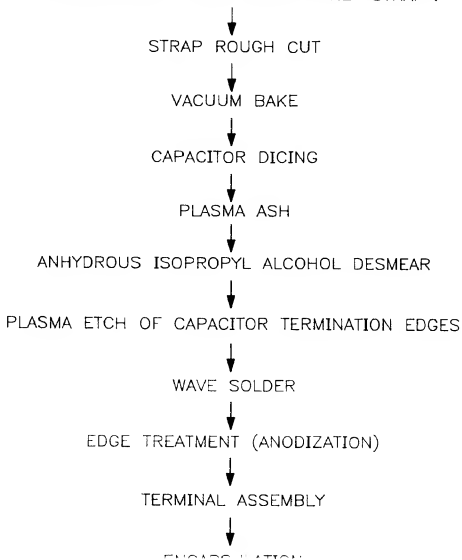 STRAP ROUGH CUT
VACUUM BAKE
CAPACITOR DICING
PLASMA ASH
ANHYDROUS ISOPROPYL ALCOHOL DESMEAR
PLASMA ETCH OF CAPACITOR TERMINATION EDGES
WAVE SOLDER
EDGE TREATMENT (ANODIZATION)
TERMINAL ASSEMBLY